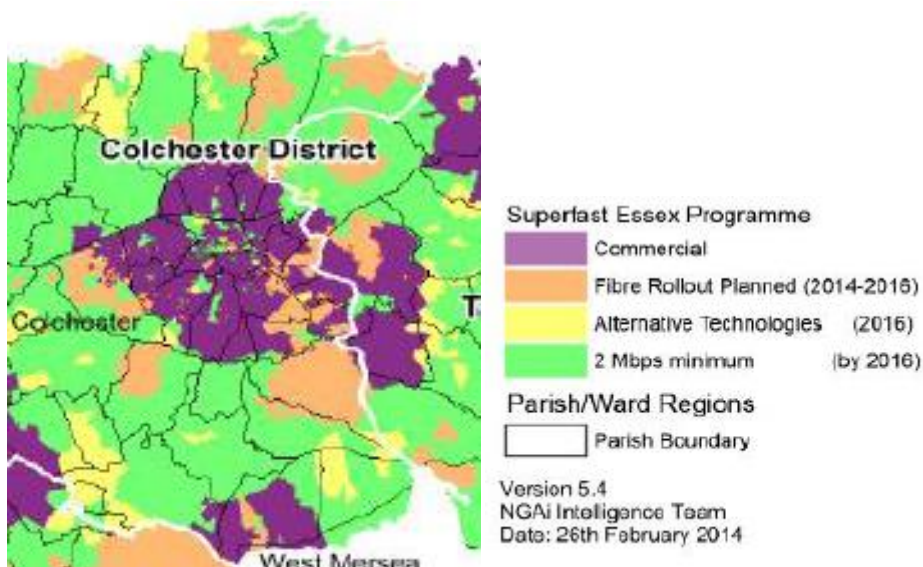 Colchester District
Colchester
T
West Mersea
Superfast Essex Programme
Commercial
Fibre Rollout Planned (2014-2016)
Alternative Technologies (2016)
2 Mbps minimum (by 2016)
Parish/Ward Regions
Parish Boundary
Version 5.4
NGAi Intelligence Team
Date: 26th February 2014